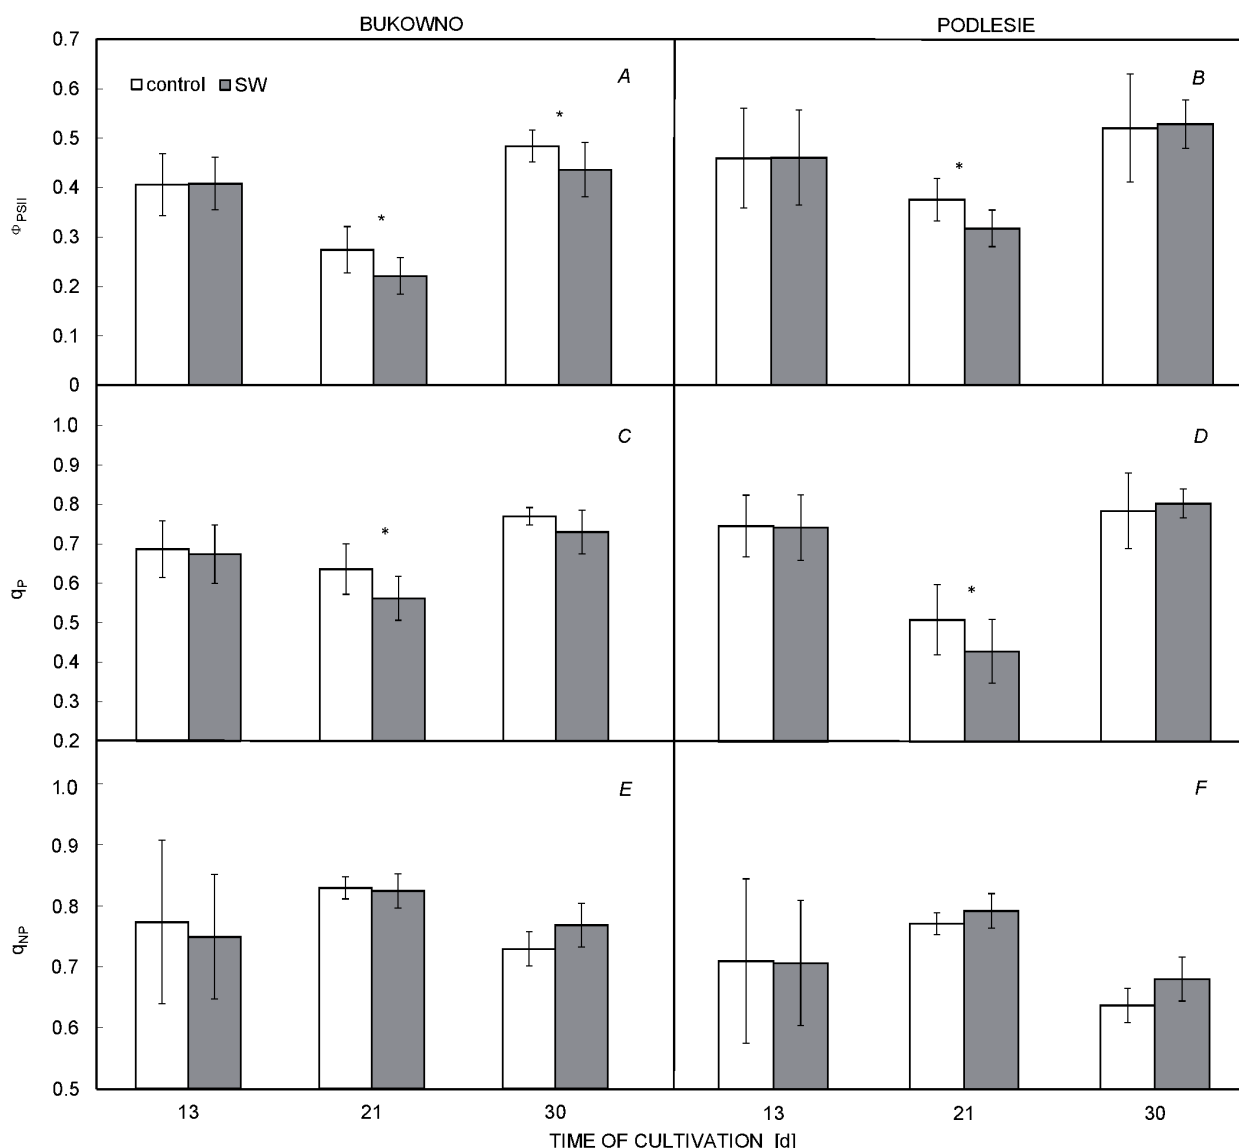 BUKOWNO PODLESIE
0.7
0.6
0.5
0.4
0.3
0.2
0.1
0
ΦPSII
control SW
A
*
*
B
*
1.0
0.9
0.8
0.7
0.6
0.5
0.4
0.3
0.2
qP
C
*
D
*
1.0
0.9
0.8
0.7
0.6
0.5
qNP
E
F
13 21 30 13 21 30
TIME OF CULTIVATION [d]